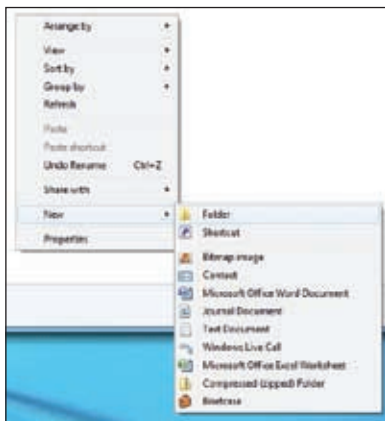 Arrange by
View
Sort by
Group by
Refresh
Paste
Paste shortcut
Undo Rename Ctrl+Z
Share with
New
Properties
Folder
Shortcut
Bitmap image
Contact
Microsoft Office Word Document
Journal Document
Text Document
Windows Live Call
Microsoft Office Excel Worksheet
Compressed (zipped) Folder
Briefcase